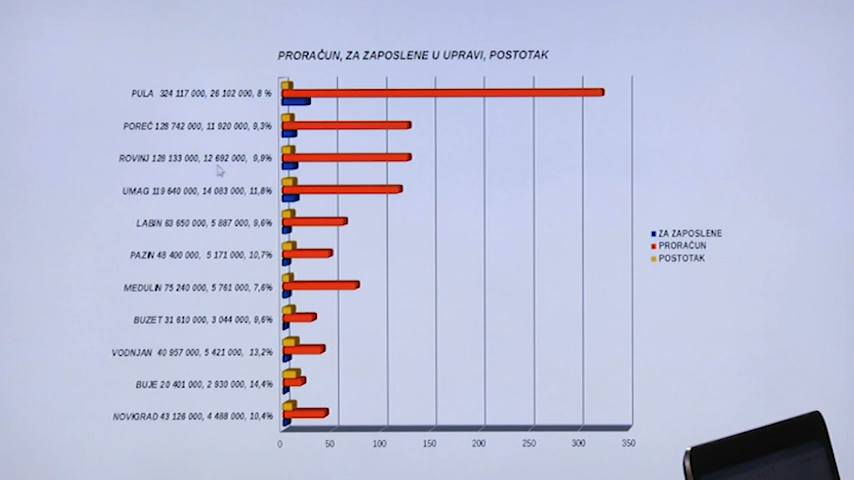 PRORAČUN, ZA ZAPOSLENE U UPRAVI, POSTOTAK
PULA 324 117 000, 26 102 000, 8 %
POREČ 128 742 000, 11 920 000, 9,3%
ROVINJ 128 133 000, 12 692 000, 9,9%
UMAG 119 640 000, 14 083 000, 11,8%
LABIN 63 650 000, 5 887 000, 9,6%
PAZIN 48 400 000, 5 171 000, 10,7%
MEDULIN 75 240 000, 5 761 000, 7,6%
BUZET 31 610 000, 3 044 000, 9,6%
VODNJAN 40 957 000, 5 421 000, 13,2%
BUJE 20 401 000, 2 930 000, 14,4%
NOVIGRAD 43 126 000, 4 488 000, 10,4%
ZA ZAPOSLENE
PRORAČUN
POSTOTAK
0 50 100 150 200 250 300 350